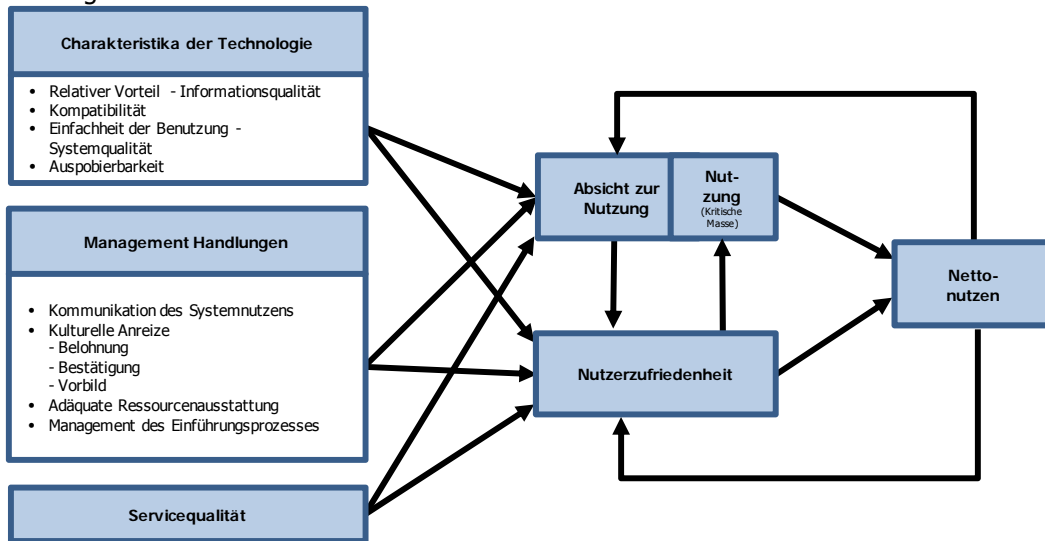 Charakteristika der Technologie
• Relativer Vorteil - Informationsqualität
• Kompatibilität
• Einfachheit der Benutzung -
Systemqualität
• Auspobierbarkeit
Management Handlungen
• Kommunikation des Systemnutzens
• Kulturelle Anreize
- Belohnung
- Bestätigung
- Vorbild
• Adäquate Ressourcenausstattung
• Management des Einführungsprozesses
Servicequalität
Absicht zur
Nutzung
Nut-
zung
(Kritische
Masse)
Nutzerzufriedenheit
Netto-
nutzen